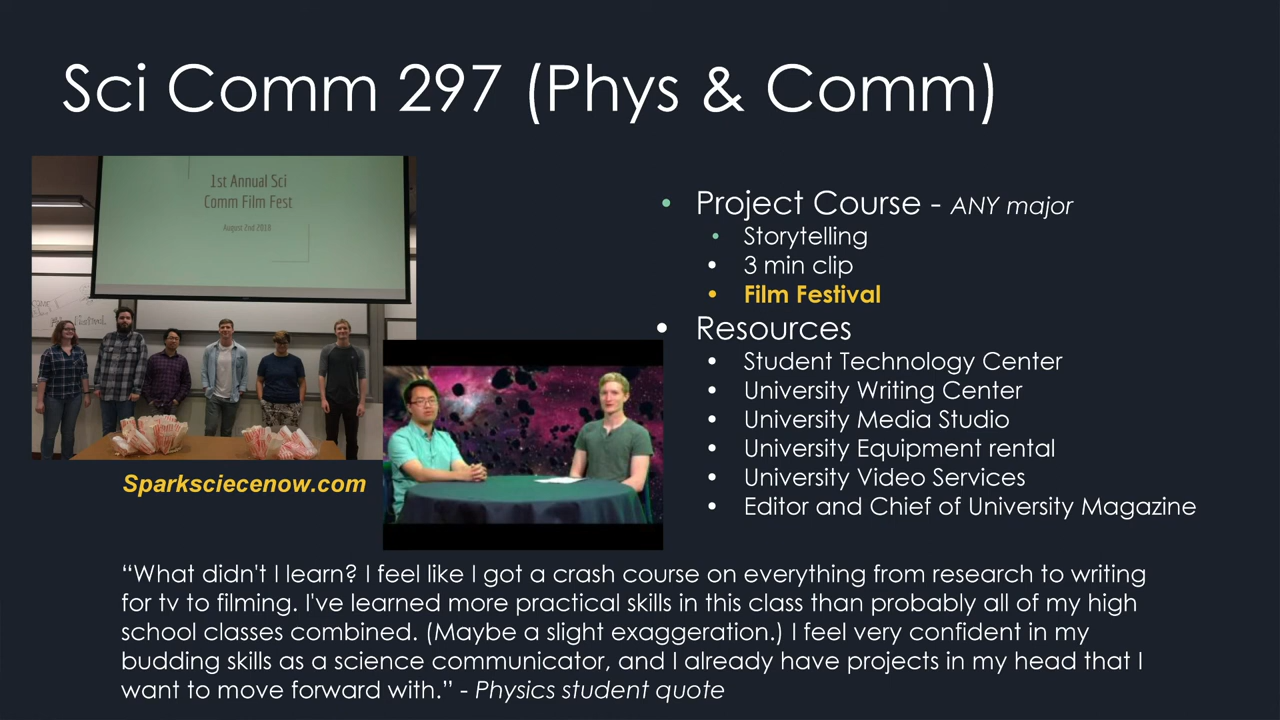 Sci Comm 297 (Phys & Comm)
1st Annual Sci
Comm Film Fest
August 2nd 2018
Sparksciecenow.com
• Project Course - ANY major
• Storytelling
• 3 min clip
• Film Festival
• Resources
• Student Technology Center
• University Writing Center
• University Media Studio
• University Equipment rental
• University Video Services
• Editor and Chief of University Magazine
“What didn't I learn? I feel like I got a crash course on everything from research to writing
for tv to filming. I've learned more practical skills in this class than probably all of my high
school classes combined. (Maybe a slight exaggeration.) I feel very confident in my
budding skills as a science communicator, and I already have projects in my head that I
want to move forward with.” - Physics student quote